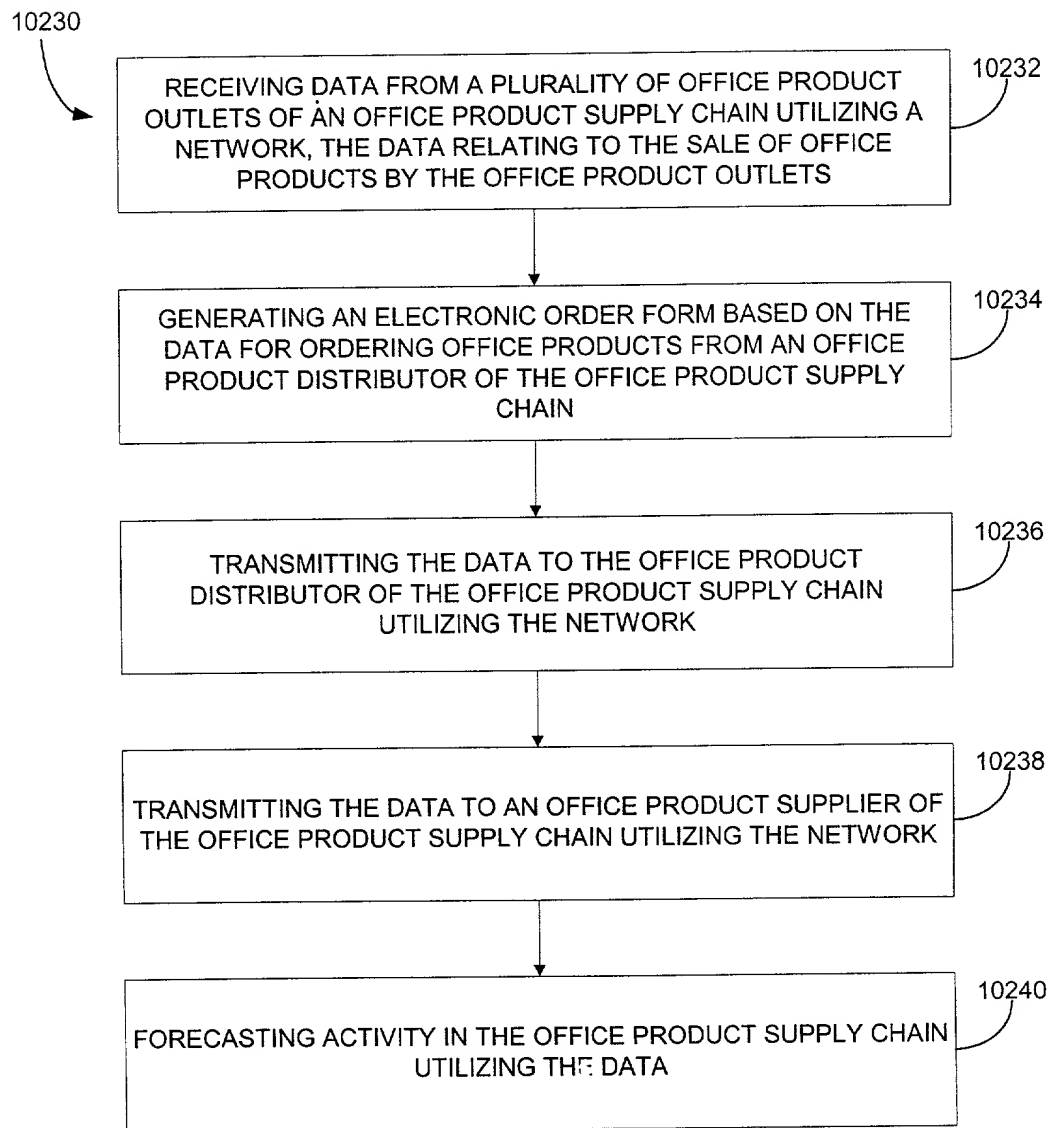 10230
10232
RECEIVING DATA FROM A PLURALITY OF OFFICE PRODUCT
OUTLETS OF AN OFFICE PRODUCT SUPPLY CHAIN UTILIZING A
NETWORK, THE DATA RELATING TO THE SALE OF OFFICE
PRODUCTS BY THE OFFICE PRODUCT OUTLETS
10234
GENERATING AN ELECTRONIC ORDER FORM BASED ON THE
DATA FOR ORDERING OFFICE PRODUCTS FROM AN OFFICE
PRODUCT DISTRIBUTOR OF THE OFFICE PRODUCT SUPPLY
CHAIN
10236
TRANSMITTING THE DATA TO THE OFFICE PRODUCT
DISTRIBUTOR OF THE OFFICE PRODUCT SUPPLY CHAIN
UTILIZING THE NETWORK
10238
TRANSMITTING THE DATA TO AN OFFICE PRODUCT SUPPLIER OF
THE OFFICE PRODUCT SUPPLY CHAIN UTILIZING THE NETWORK
10240
FORECASTING ACTIVITY IN THE OFFICE PRODUCT SUPPLY CHAIN
UTILIZING THE DATA